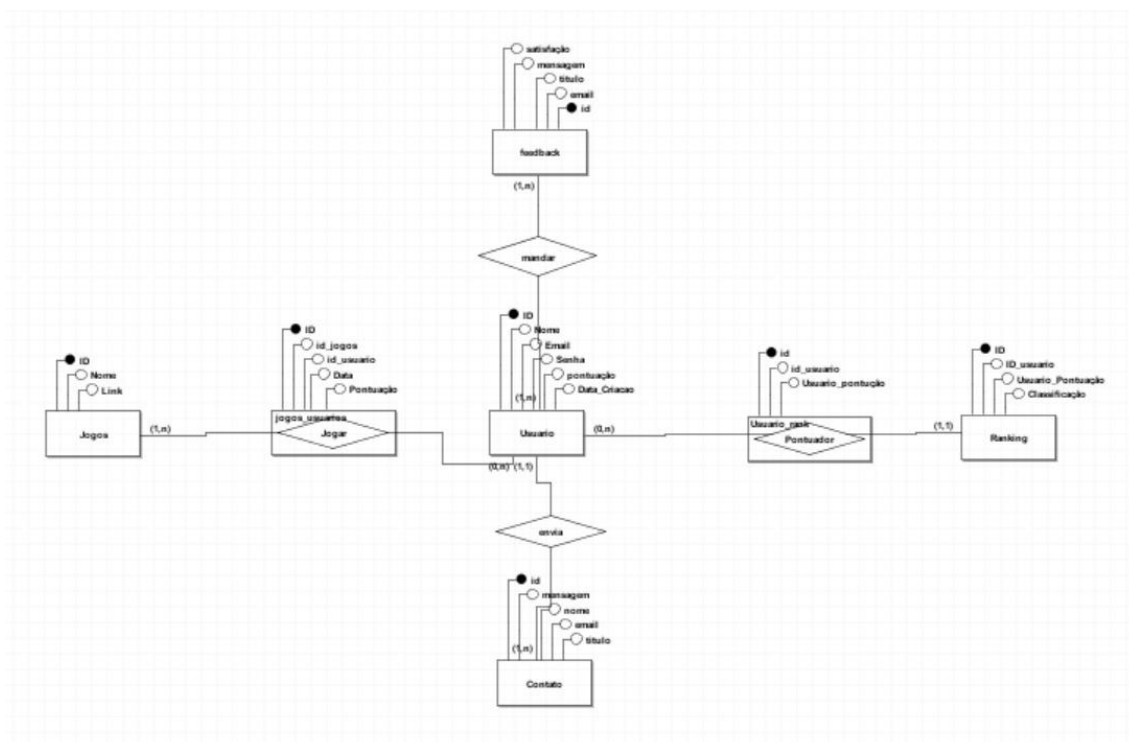 satisfação
mensagem
titulo
email
id
feedback
(1,n)
mandar
ID
Nome
Email
Senha
pontuação
Data_Criacao
(1,n)
Usuario
ID
id_jogos
id_usuario
Data
Pontuação
jogos_usuarios
Jogar
ID
Nome
Link
Jogos
(1,n)
(0,n)
(1,1)
id
id_usuario
Usuario_pontução
Usuario_rank
Pontuador
(0,n)
(1,1)
ID
ID_usuario
Usuario_Pontuação
Classificação
Ranking
envia
id
mensagem
nome
email
titulo
(1,n)
Contato